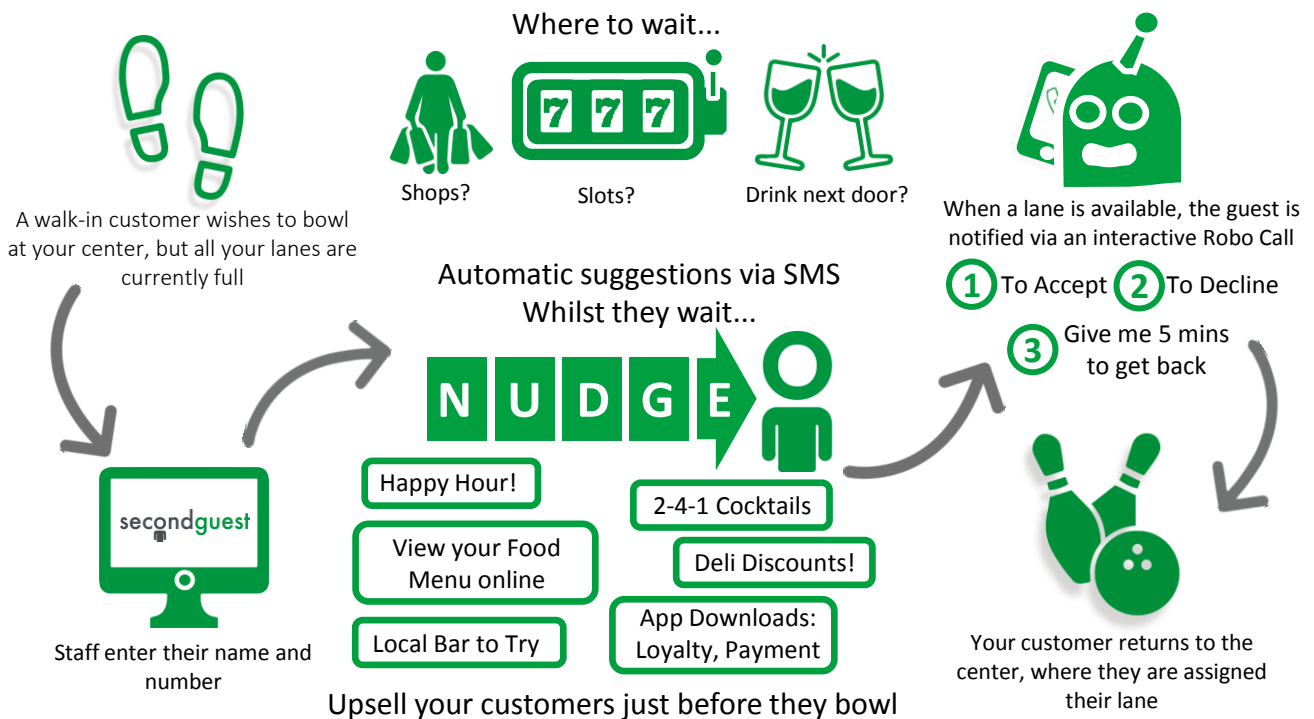 Where to wait...
7 7 7
Shops?
Slots?
Drink next door?
A walk-in customer wishes to bowl
at your center, but all your lanes are
currently full
secondguest
Staff enter their name and
number
Automatic suggestions via SMS
Whilst they wait...
NUDGE
Happy Hour!
2-4-1 Cocktails
View your Food
Menu online
Deli Discounts!
Local Bar to Try
App Downloads:
Loyalty, Payment
Upsell your customers just before they bowl
When a lane is available, the guest is
notified via an interactive Robo Call
1 To Accept 2 To Decline
3 Give me 5 mins
to get back
Your customer returns to the
center, where they are assigned
their lane